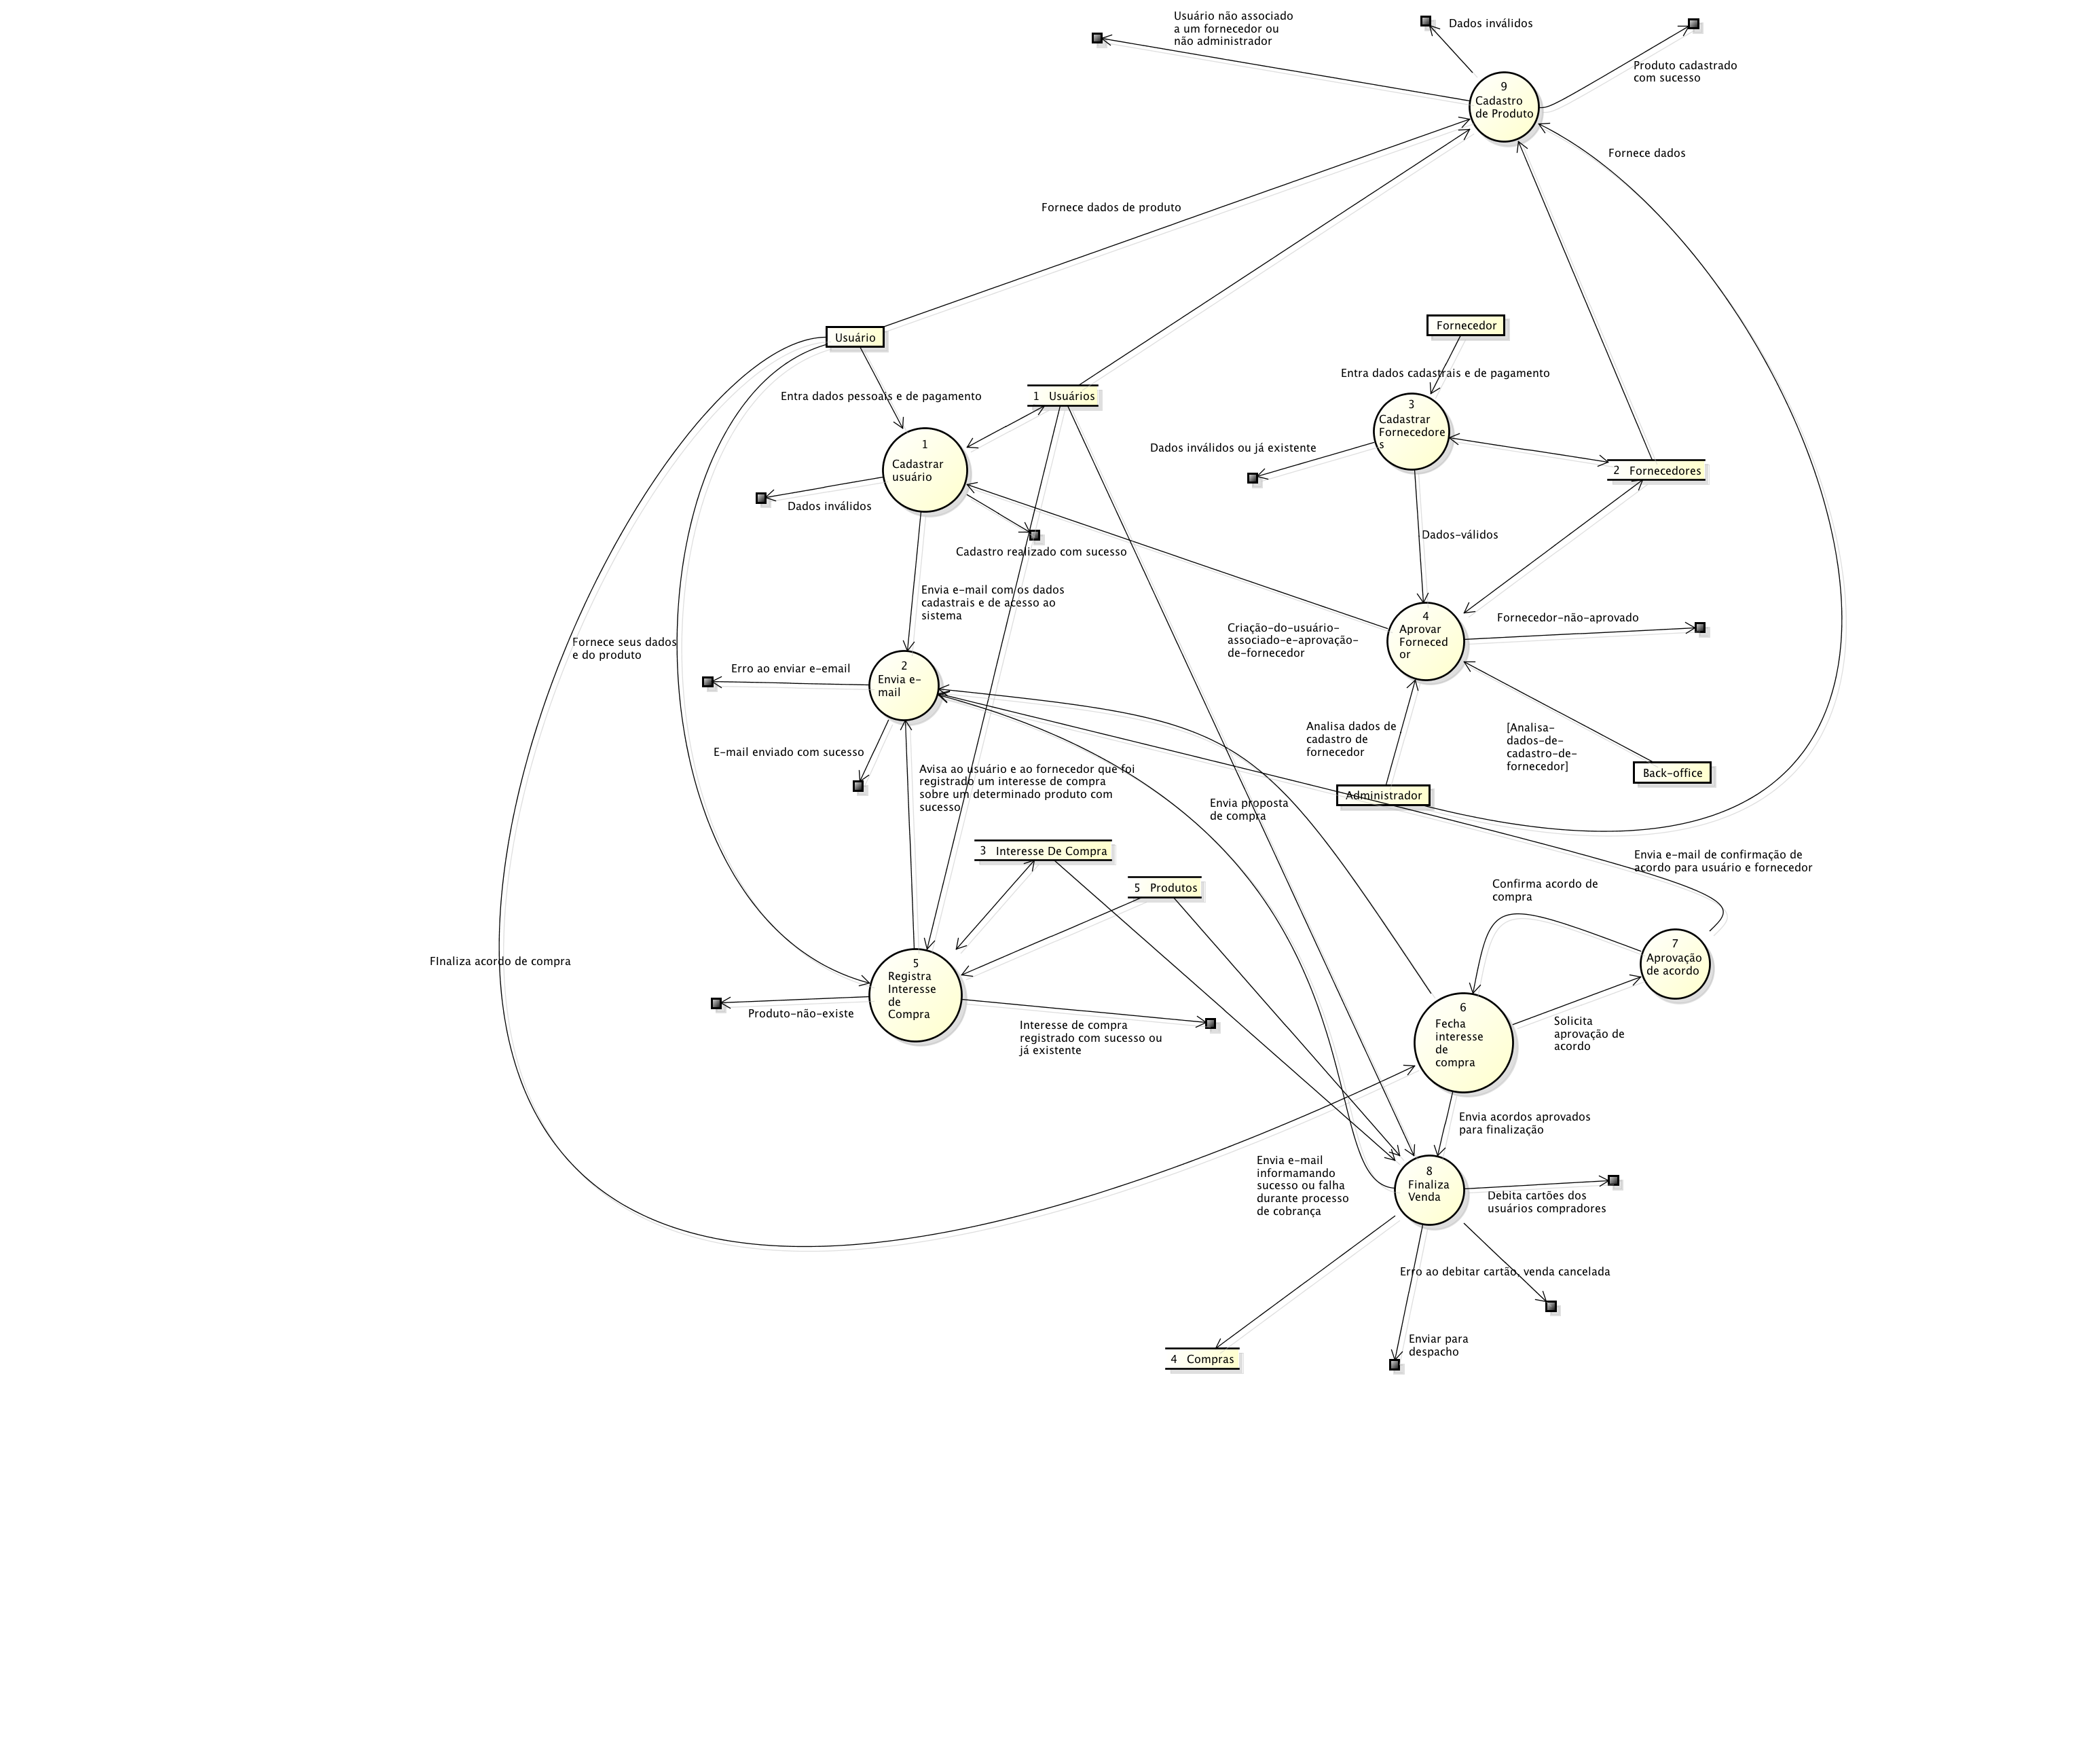 Usuário não associado
a um fornecedor ou
não administrador
Dados inválidos
Produto cadastrado
com sucesso
9
Cadastro
de Produto
Fornece dados
Fornece dados de produto
Usuário
Fornecedor
Entra dados cadastrais e de pagamento
Entra dados pessoais e de pagamento
1 Usuários
3
Cadastrar
Fornecedore
s
1
Cadastrar
usuário
Dados inválidos ou já existente
2 Fornecedores
Dados inválidos
Cadastro realizado com sucesso
Dados-válidos
Envia e-mail com os dados
cadastrais e de acesso ao
sistema
4
Aprovar
Forneced
or
Fornecedor-não-aprovado
Criação-do-usuário-
associado-e-aprovação-
de-fornecedor
Fornece seus dados
e do produto
Erro ao enviar e-email
2
Envia e-
mail
E-mail enviado com sucesso
Analisa dados de
cadastro de
fornecedor
[Analisa-
dados-de-
cadastro-de-
fornecedor]
Back-office
Avisa ao usuário e ao fornecedor que foi
registrado um interesse de compra
sobre um determinado produto com
sucesso
Administrador
Envia proposta
de compra
3 Interesse De Compra
5 Produtos
Envia e-mail de confirmação de
acordo para usuário e fornecedor
Confirma acordo de
compra
7
Aprovação
de acordo
FInaliza acordo de compra
5
Registra
Interesse
de
Compra
Produto-não-existe
Interesse de compra
registrado com sucesso ou
já existente
6
Fecha
interesse
de
compra
Solicita
aprovação de
acordo
Envia acordos aprovados
para finalização
Envia e-mail
informamando
sucesso ou falha
durante processo
de cobrança
8
Finaliza
Venda
Debita cartões dos
usuários compradores
Erro ao debitar cartão, venda cancelada
Enviar para
despacho
4 Compras